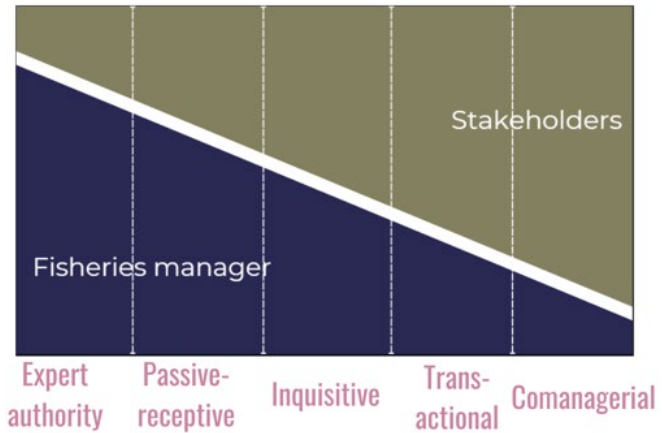 Stakeholders
Fisheries manager
Expert
authority
Passive-
receptive
Inquisitive
Trans-
actional
Comanagerial